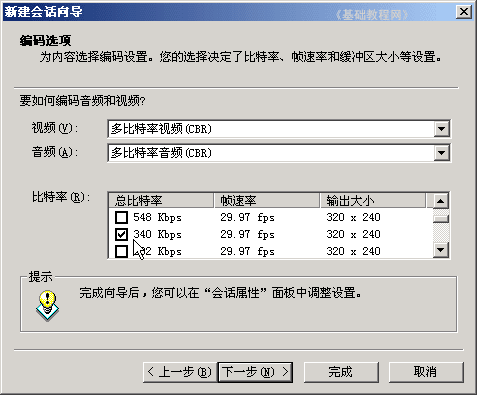 新建会话向导
《基础教程网》
编码选项
为内容选择编码设置。您的选择决定了比特率、帧速率和缓冲区大小等设置。
要如何编码音频和视频?
视频(V): 多比特率视频(CBR)
音频(A): 多比特率音频(CBR)
比特率(R): 总比特率 帧速率 输出大小
548 Kbps 29.97 fps 320 x 240
340 Kbps 29.97 fps 320 x 240
Kbps 29.97 fps 320 x 240
提示
完成向导后，您可以在“会话属性”面板中调整设置。
< 上一步(B) 下一步(N) > 完成 取消